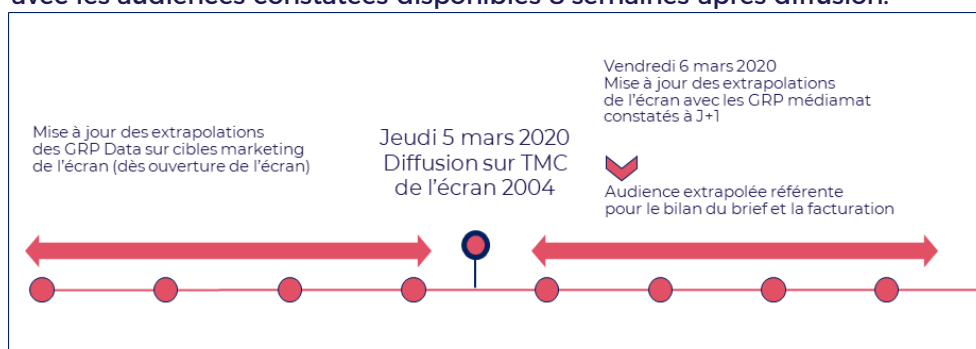 avec les audiences constatées disponibles 8 semaines après diffusion.
Mise à jour des extrapolations
des GRP Data sur cibles marketing
de l'écran (dès ouverture de l'écran)
Jeudi 5 mars 2020
Diffusion sur TMC
de l'écran 2004
Vendredi 6 mars 2020
Mise à jour des extrapolations
de l'écran avec les GRP médiamat
constatés à J+1
Audience extrapolée référente
pour le bilan du brief et la facturation